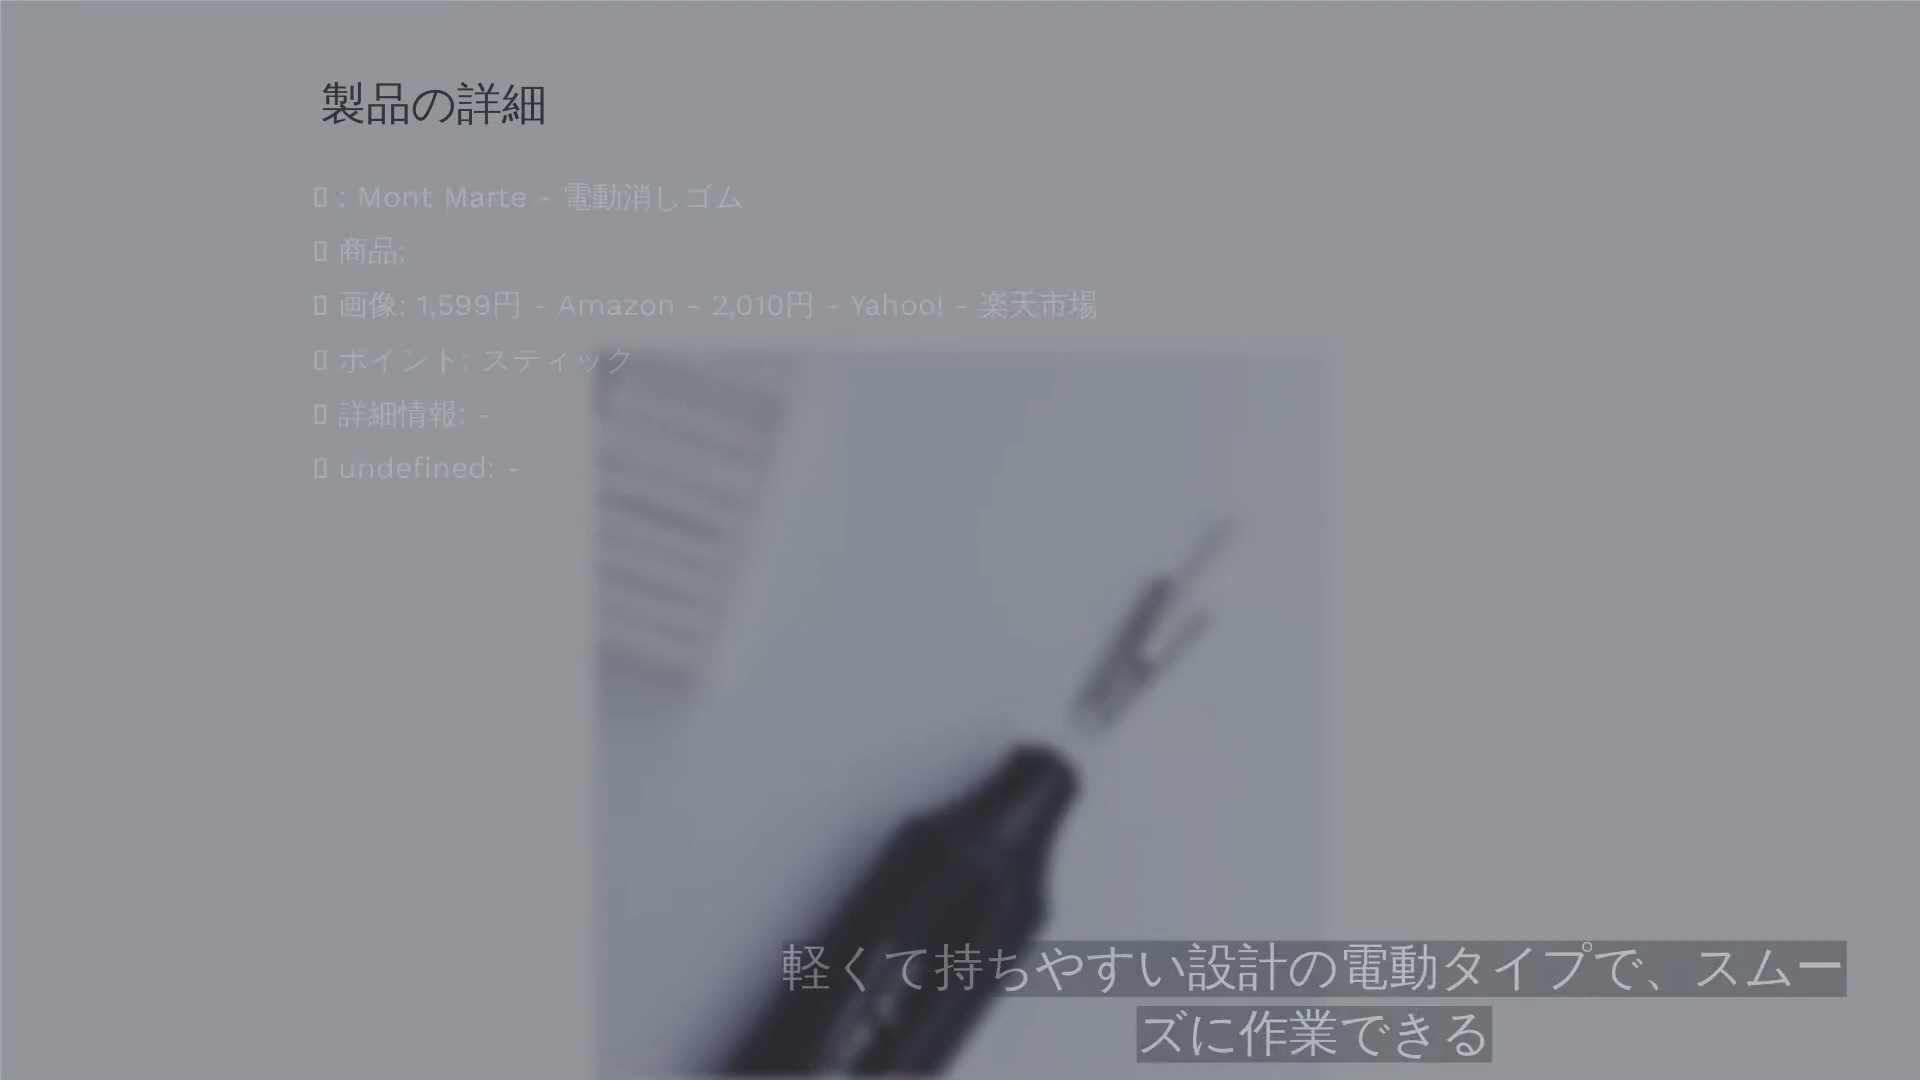 製品の詳細
: Mont Marte - 電動消しゴム
商品:
画像: 1,599円 - Amazon - 2,010円 - Yahoo! - 楽天市場
ポイント: スティック
詳細情報: -
undefined: -
軽くて持ちやすい設計の電動タイプで、スムー
ズに作業できる